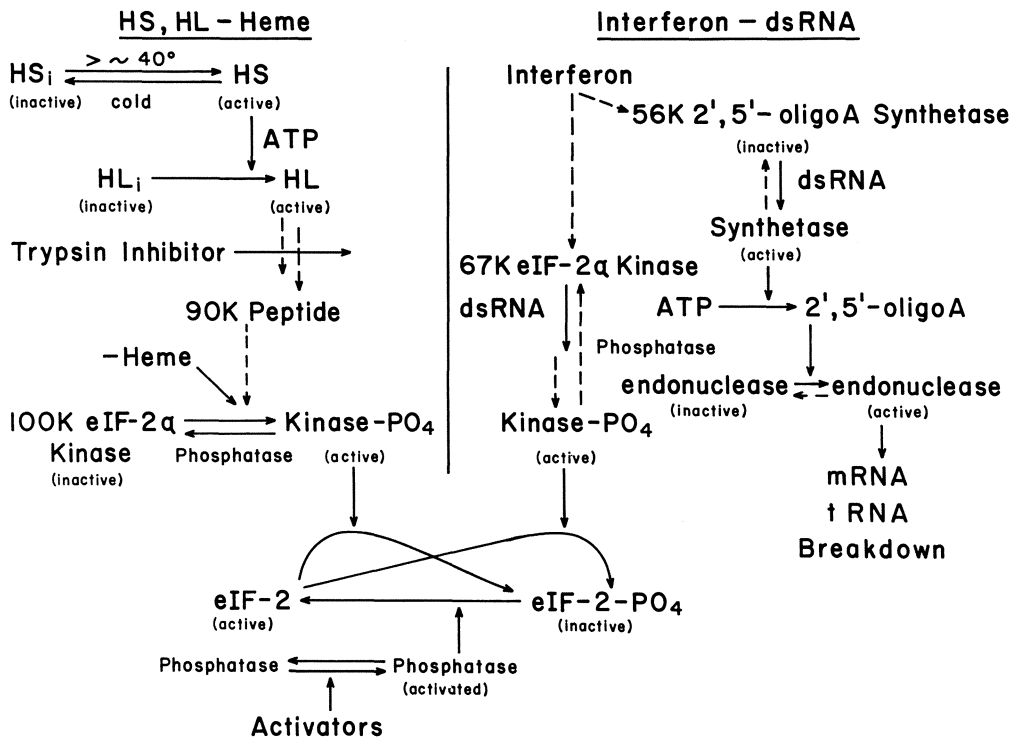 HS, HL – Heme
Interferon – dsRNA
> ~ 40°
HSi
HS
(inactive)
cold
(active)
ATP
HLi
HL
(inactive)
(active)
Trypsin Inhibitor
90K Peptide
–Heme
100K eIF-2α
Kinase
(inactive)
Phosphatase
Kinase-PO4
(active)
Interferon
56K 2',5'-oligoA Synthetase
(inactive)
dsRNA
Synthetase
(active)
67K eIF-2α Kinase
dsRNA
Phosphatase
Kinase-PO4
(active)
ATP
2',5'-oligoA
endonuclease
(inactive)
endonuclease
(active)
mRNA
tRNA
Breakdown
eIF-2
(active)
eIF-2-PO4
(inactive)
Phosphatase
Phosphatase
(activated)
Activators